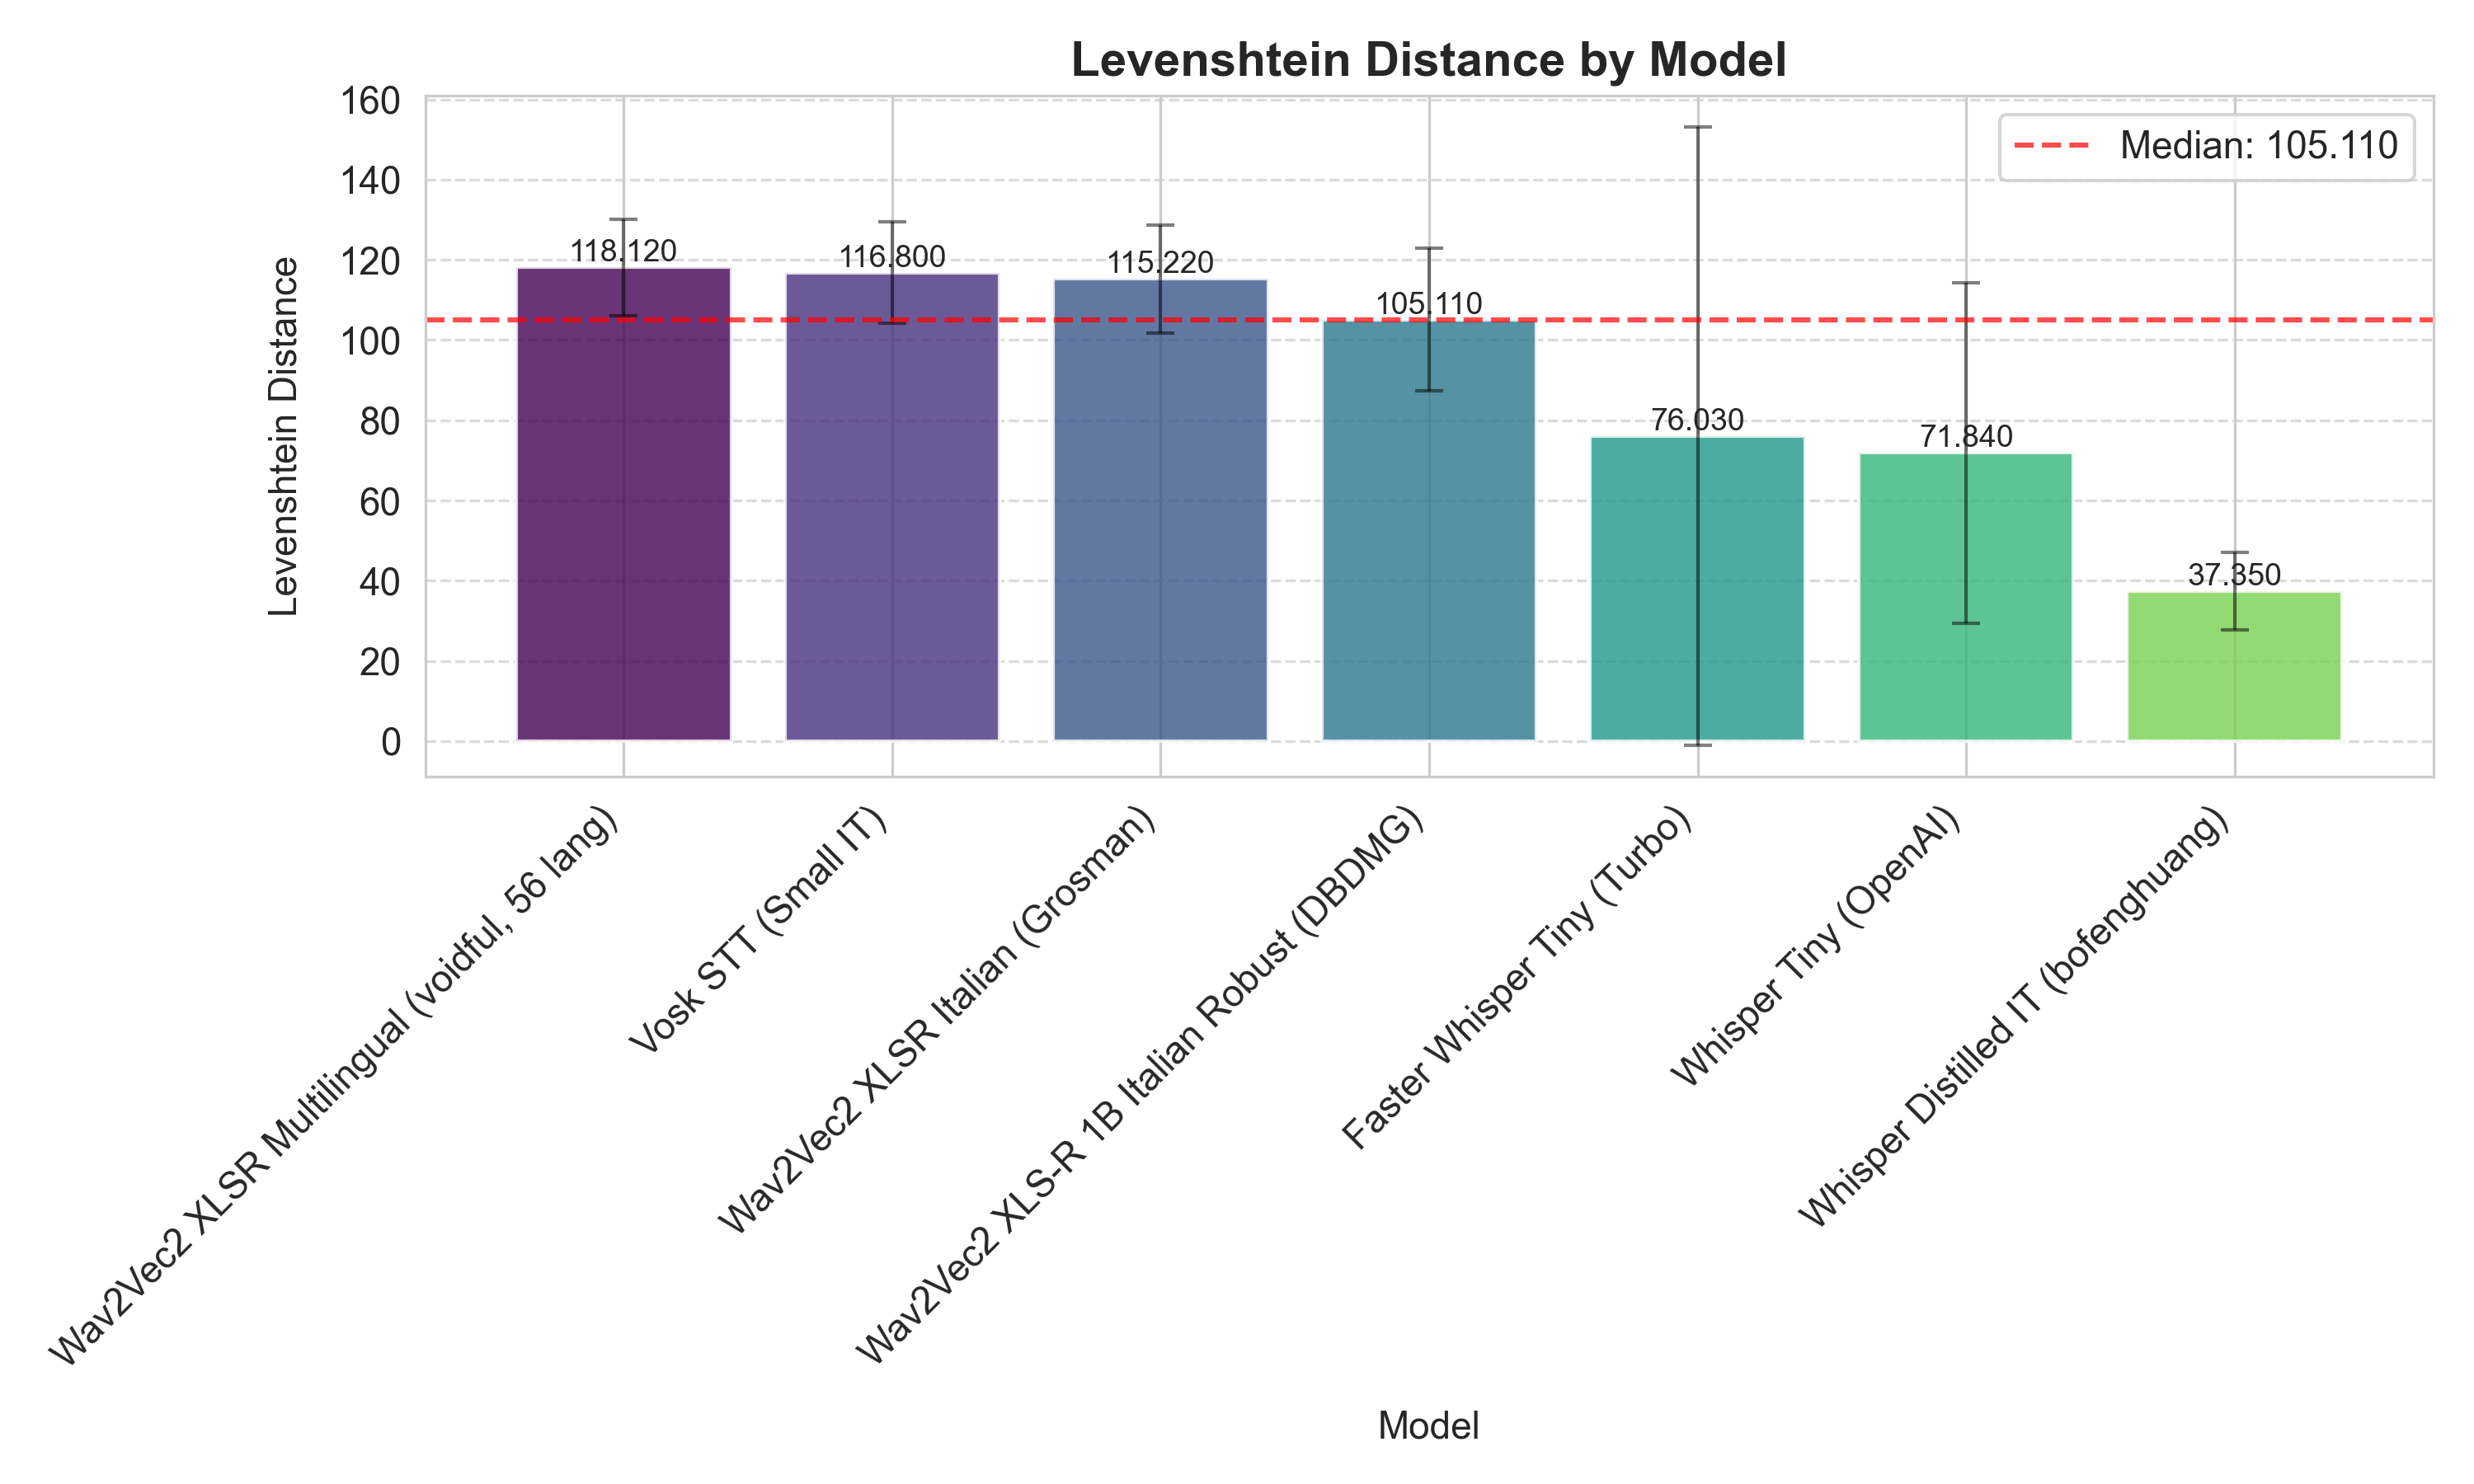 Levenshtein Distance by Model
Median: 105.110
Levenshtein Distance
160
140
120
100
80
60
40
20
0
118.120
116.800
115.220
105.110
76.030
71.840
37.350
Wav2Vec2 XLSR Multilingual (voidful, 56 lang)
Vosk STT (Small IT)
Wav2Vec2 XLSR Italian (Grosman)
Wav2Vec2 XLS-R 1B Italian Robust (DBDMG)
Faster Whisper Tiny (Turbo)
Whisper Tiny (OpenAI)
Whisper Distilled IT (bofenghuang)
Model